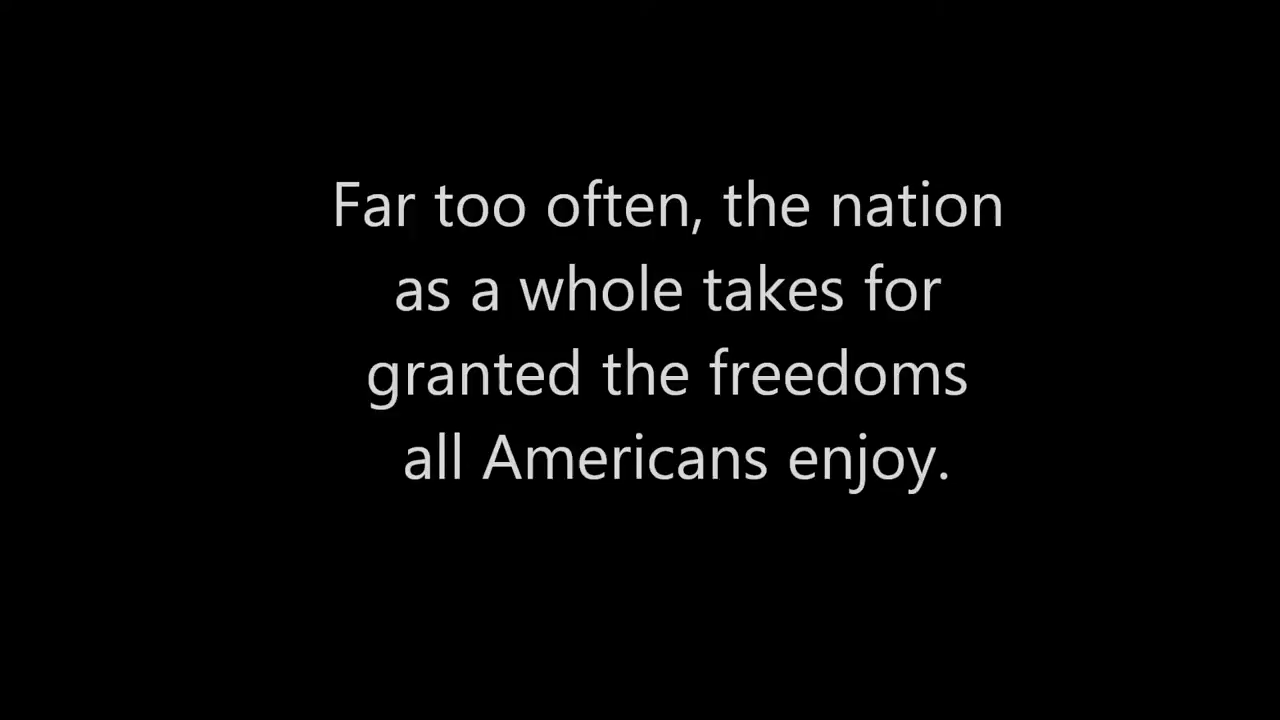 Far too often, the nation
as a whole takes for
granted the freedoms
all Americans enjoy.